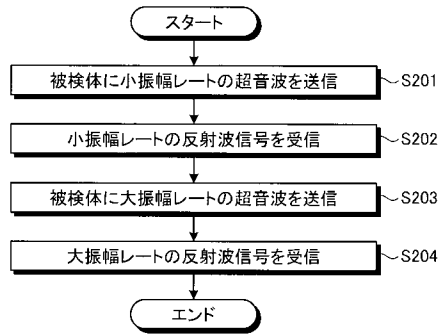 スタート
被検体に小振幅レートの超音波を送信
S201
小振幅レートの反射波信号を受信
S202
被検体に大振幅レートの超音波を送信
S203
大振幅レートの反射波信号を受信
S204
エンド